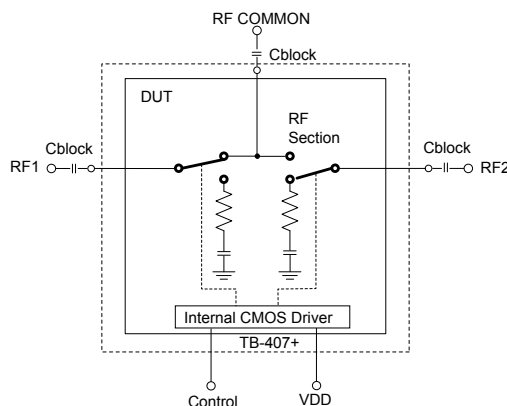 RF COMMON
Cblock
DUT
RF
Section
Cblock
RF1
Cblock
RF2
Internal CMOS Driver
TB-407+
Control
VDD